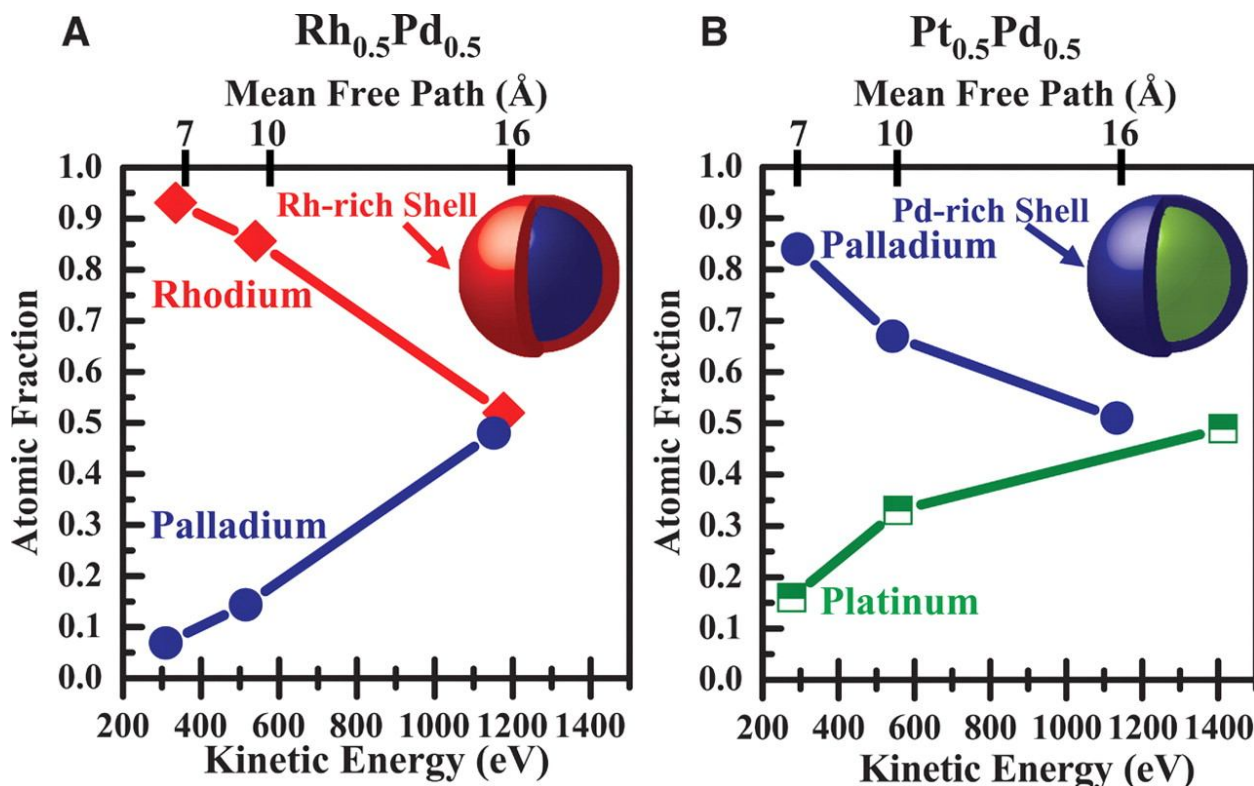 A
Rh0.5Pd0.5
Mean Free Path (Å)
7 10 16
1.0
0.9
0.8
0.7
0.6
0.5
0.4
0.3
0.2
0.1
0.0
Atomic Fraction
Rh-rich Shell
Rhodium
Palladium
200 400 600 800 1000 1200 1400
Kinetic Energy (eV)
B
Pt0.5Pd0.5
Mean Free Path (Å)
7 10 16
1.0
0.9
0.8
0.7
0.6
0.5
0.4
0.3
0.2
0.1
0.0
Atomic Fraction
Pd-rich Shell
Palladium
Platinum
200 400 600 800 1000 1200 1400
Kinetic Energy (eV)